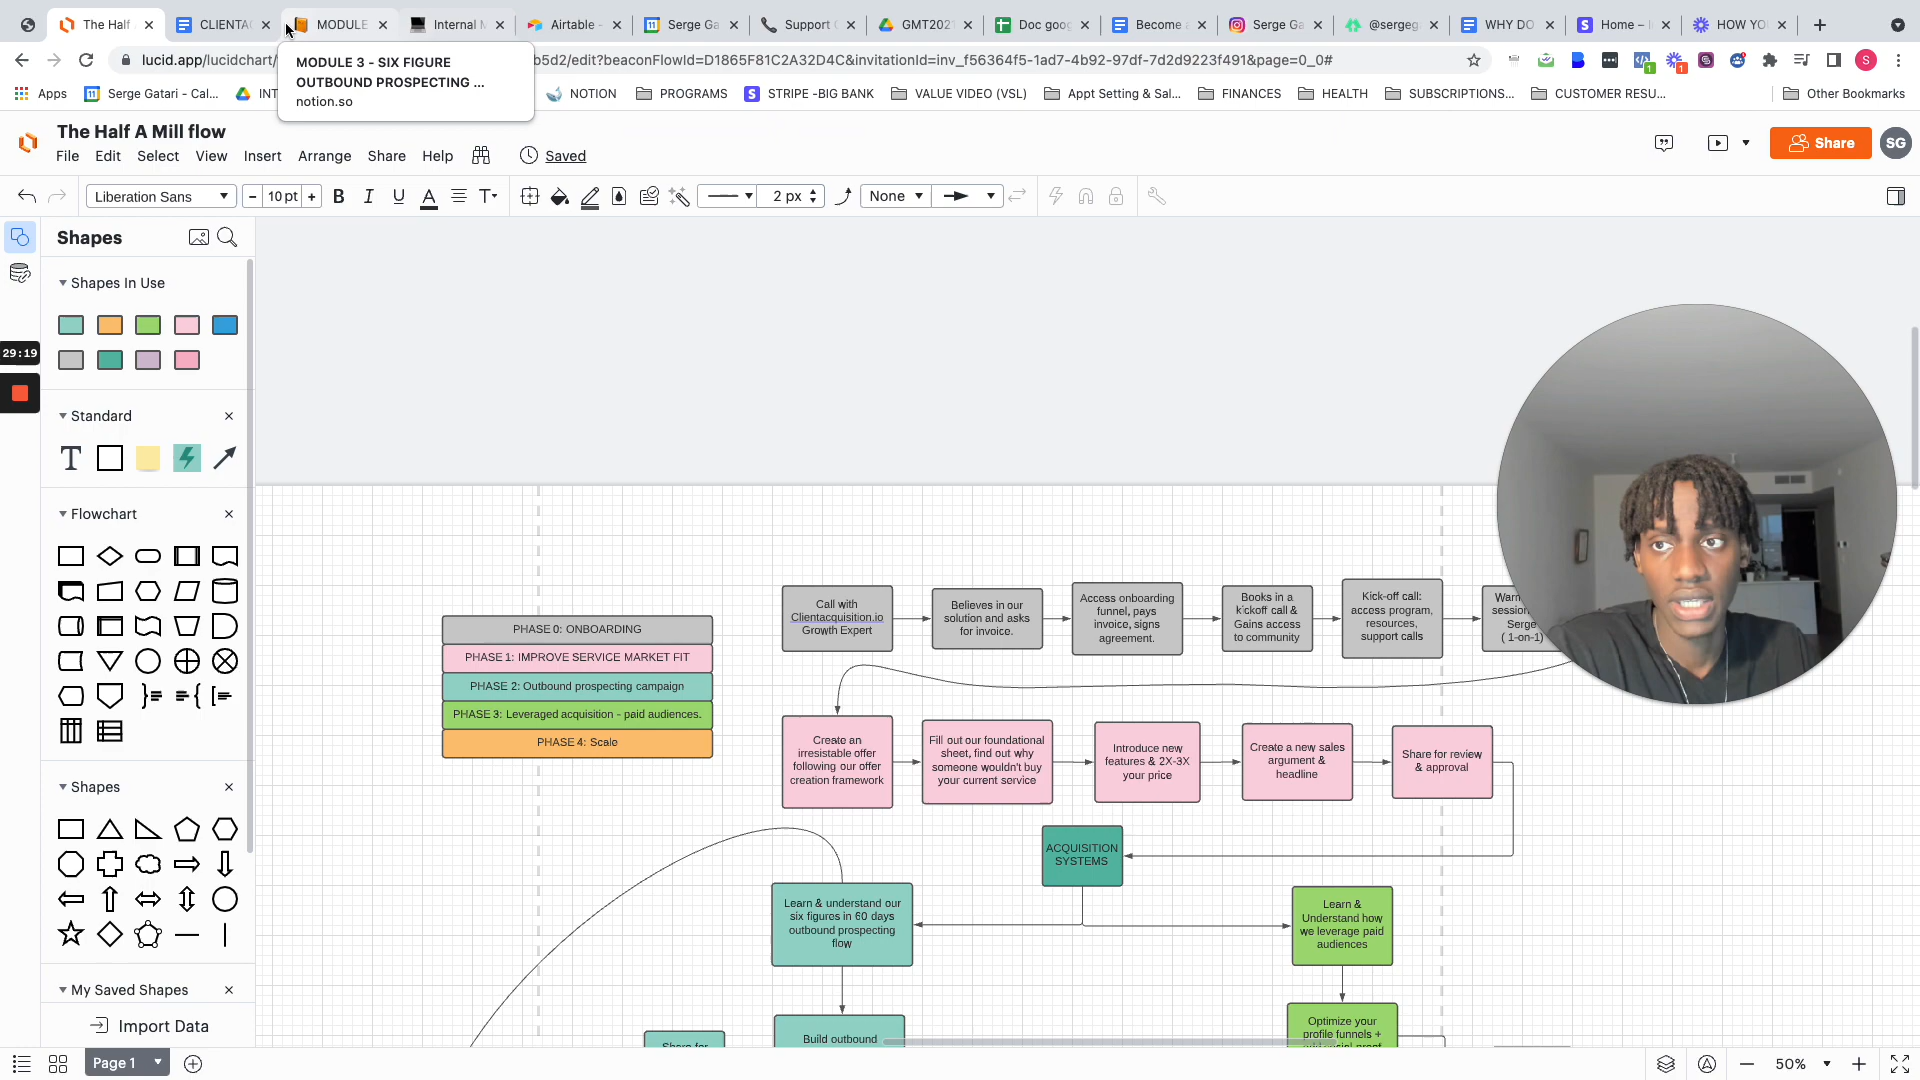 The Half
CLIENTAC
MODULE
Internal M
Airtable -
Serge Ga
Support C
GMT2021
Doc goog
Become a
Serge Ga
@sergega
WHY DO
Home – I
HOW YO
lucid.app/lucidchart/
b5d2/edit?beaconFlowId=D1865F81C2A32D4C&invitationId=inv_f56364f5-1ad7-4b92-97df-7d2d9223f491&page=0_0#
MODULE 3 - SIX FIGURE
OUTBOUND PROSPECTING ...
notion.so
Apps
Serge Gatari - Cal...
INT
NOTION
PROGRAMS
STRIPE -BIG BANK
VALUE VIDEO (VSL)
Appt Setting & Sal...
FINANCES
HEALTH
SUBSCRIPTIONS...
CUSTOMER RESU...
Other Bookmarks
The Half A Mill flow
File Edit Select View Insert Arrange Share Help
Saved
Share
SG
Liberation Sans
10 pt
B I U A T
2 px
None
Shapes
Shapes In Use
29:19
Standard
T
Flowchart
Shapes
My Saved Shapes
Import Data
Page 1
50%
PHASE 0: ONBOARDING
PHASE 1: IMPROVE SERVICE MARKET FIT
PHASE 2: Outbound prospecting campaign
PHASE 3: Leveraged acquisition - paid audiences.
PHASE 4: Scale
Call with
Clientacquisition.io
Growth Expert
Believes in our
solution and asks
for invoice.
Access onboarding
funnel, pays
invoice, signs
agreement.
Books in a
kickoff call &
Gains access
to community
Kick-off call:
access program,
resources,
support calls
Warm
session
Serge
( 1-on-1)
Create an
irresistable offer
following our offer
creation framework
Fill out our foundational
sheet, find out why
someone wouldn't buy
your current service
Introduce new
features & 2X-3X
your price
Create a new sales
argument &
headline
Share for review
& approval
ACQUISITION
SYSTEMS
Learn & understand our
six figures in 60 days
outbound prospecting
flow
Learn &
Understand how
we leverage paid
audiences
Share for
Build outbound
Optimize your
profile funnels +